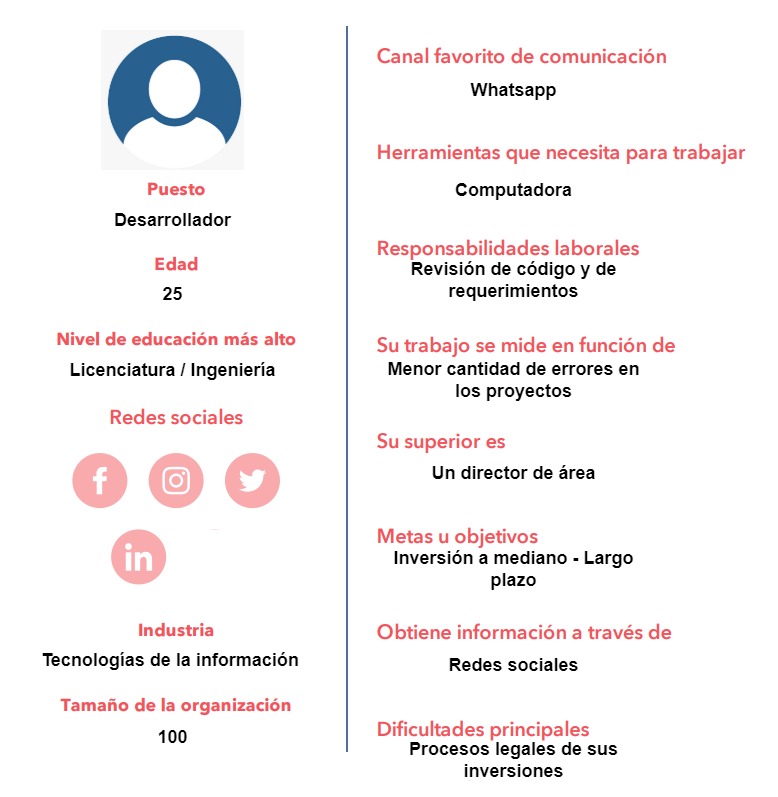 Puesto
Desarrollador
Edad
25
Nivel de educación más alto
Licenciatura / Ingeniería
Redes sociales
f
in
Industria
Tecnologías de la información
Tamaño de la organización
100
Canal favorito de comunicación
Whatsapp
Herramientas que necesita para trabajar
Computadora
Responsabilidades laborales
Revisión de código y de
requerimientos
Su trabajo se mide en función de
Menor cantidad de errores en
los proyectos
Su superior es
Un director de área
Metas u objetivos
Inversión a mediano - Largo
plazo
Obtiene información a través de
Redes sociales
Dificultades principales
Procesos legales de sus
inversiones